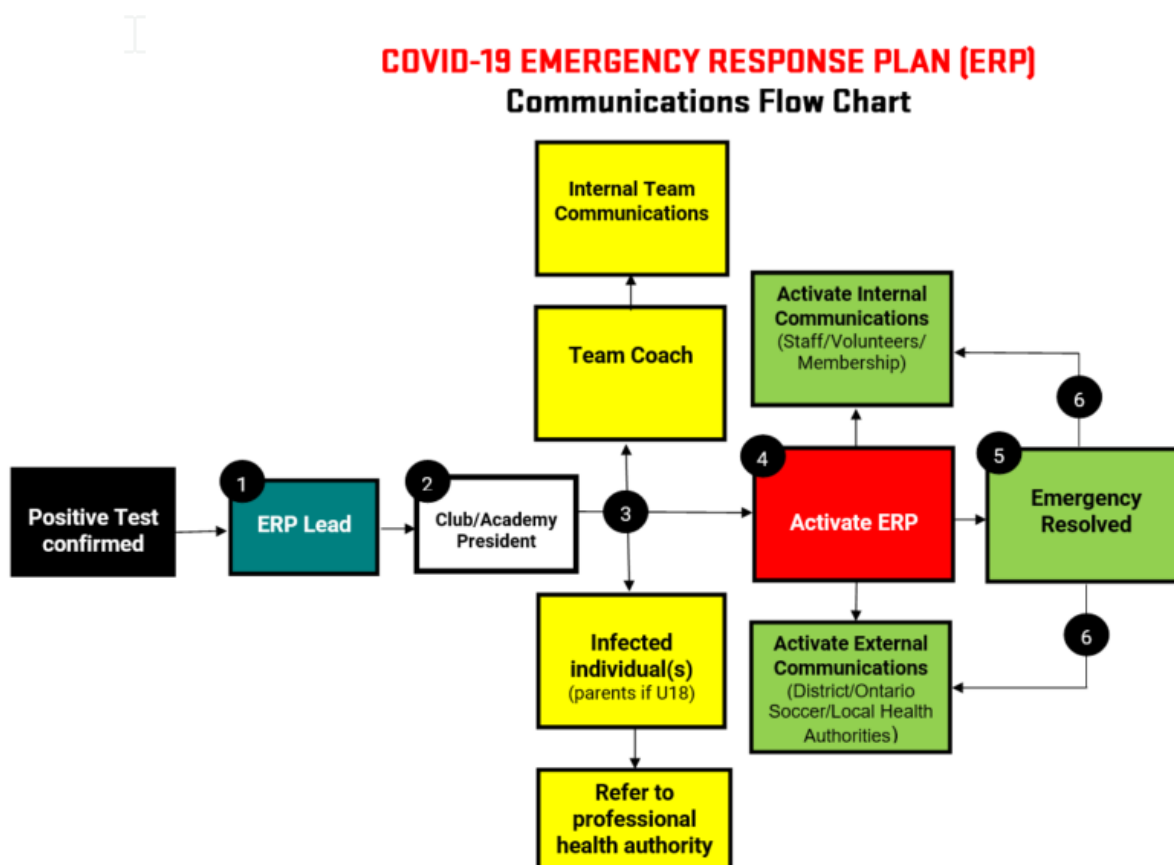 COVID-19 EMERGENCY RESPONSE PLAN (ERP)
Communications Flow Chart
Internal Team
Communications
Activate Internal
Communications
(Staff/Volunteers/
Membership)
Team Coach
6
1
2
4
5
Positive Test
confirmed
ERP Lead
Club/Academy
President
3
Activate ERP
Emergency
Resolved
Infected
individual(s)
(parents if U18)
6
Activate External
Communications
(District/Ontario
Soccer/Local Health
Authorities)
Refer to
professional
health authority